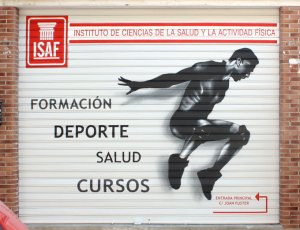 ISAF
INSTITUTO DE CIENCIAS DE LA SALUD Y LA ACTIVIDAD FÍSICA
FORMACIÓN
DEPORTE
SALUD
CURSOS
ENTRADA PRINCIPAL
C/ JOAN FUSTER